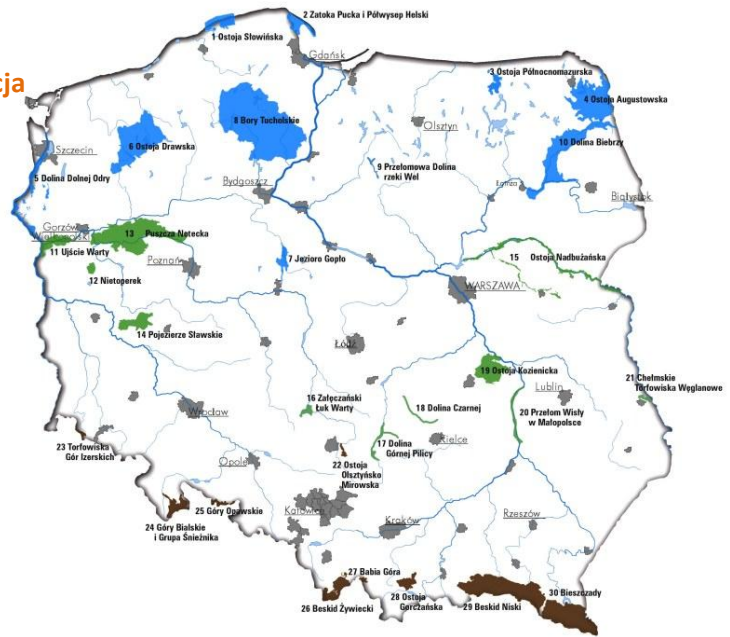 cja
2 Zatoka Pucka i Półwysep Helski
1 Ostoja Słowińska
Gdańsk
3 Ostoja Północnomazurska
4 Ostoja Augustowska
8 Bory Tucholskie
Olsztyn
6 Ostoja Drawska
Szczecin
10 Dolina Biebrzy
9 Przełomowa Dolina
rzeki Wel
5 Dolina Dolnej Odry
Bydgoszcz
Łomża
Białystok
Gorzów
Wielkopolski
13 Puszcza Notecka
11 Ujście Warty
15 Ostoja Nadbużańska
7 Jezioro Gopło
Poznań
12 Nietoperek
WARSZAWA
14 Pojezierze Sławskie
Łódź
19 Ostoja Kozienicka
21 Chełmskie
Torfowiska Węglanowe
Lublin
16 Załęczański
Łuk Warty
18 Dolina Czarnej
20 Przełom Wisły
w Małopolsce
Wrocław
17 Dolina
Górnej Pilicy
Kielce
23 Torfowiska
Gór Izerskich
Opole
22 Ostoja
Olsztyńsko
Mirowska
25 Góry Opawskie
Katowice
Rzeszów
24 Góry Bialskie
i Grupa Śnieżnika
Kraków
27 Babia Góra
30 Bieszczady
26 Beskid Żywiecki
28 Ostoja
Gorczańska
29 Beskid Niski